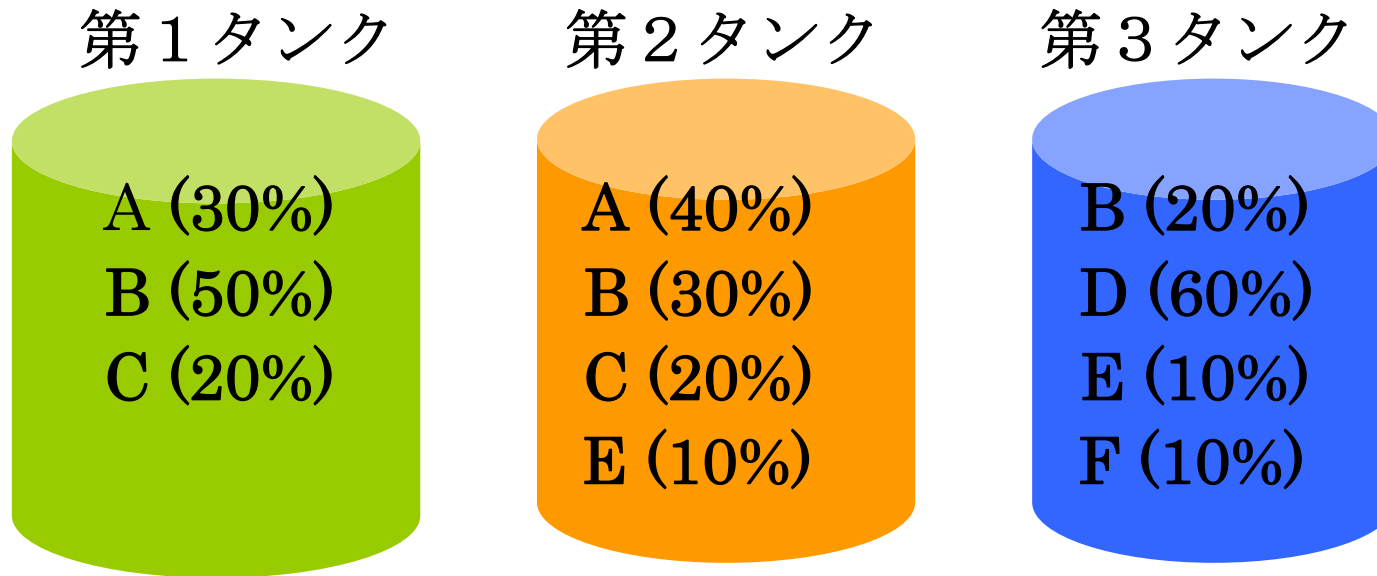 第１タンク
A (30%)
B (50%)
C (20%)
第２タンク
A (40%)
B (30%)
C (20%)
E (10%)
第３タンク
B (20%)
D (60%)
E (10%)
F (10%)